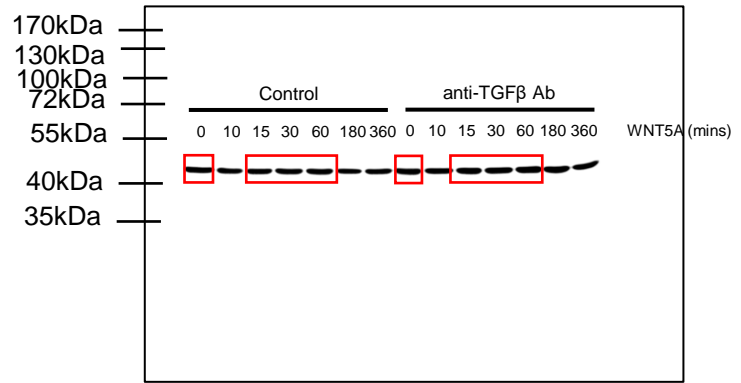 170kDa
130kDa
100kDa
72kDa
55kDa
40kDa
35kDa
Control
anti-TGFβ Ab
0 10 15 30 60 180 360 0 10 15 30 60 180 360 WNT5A (mins)